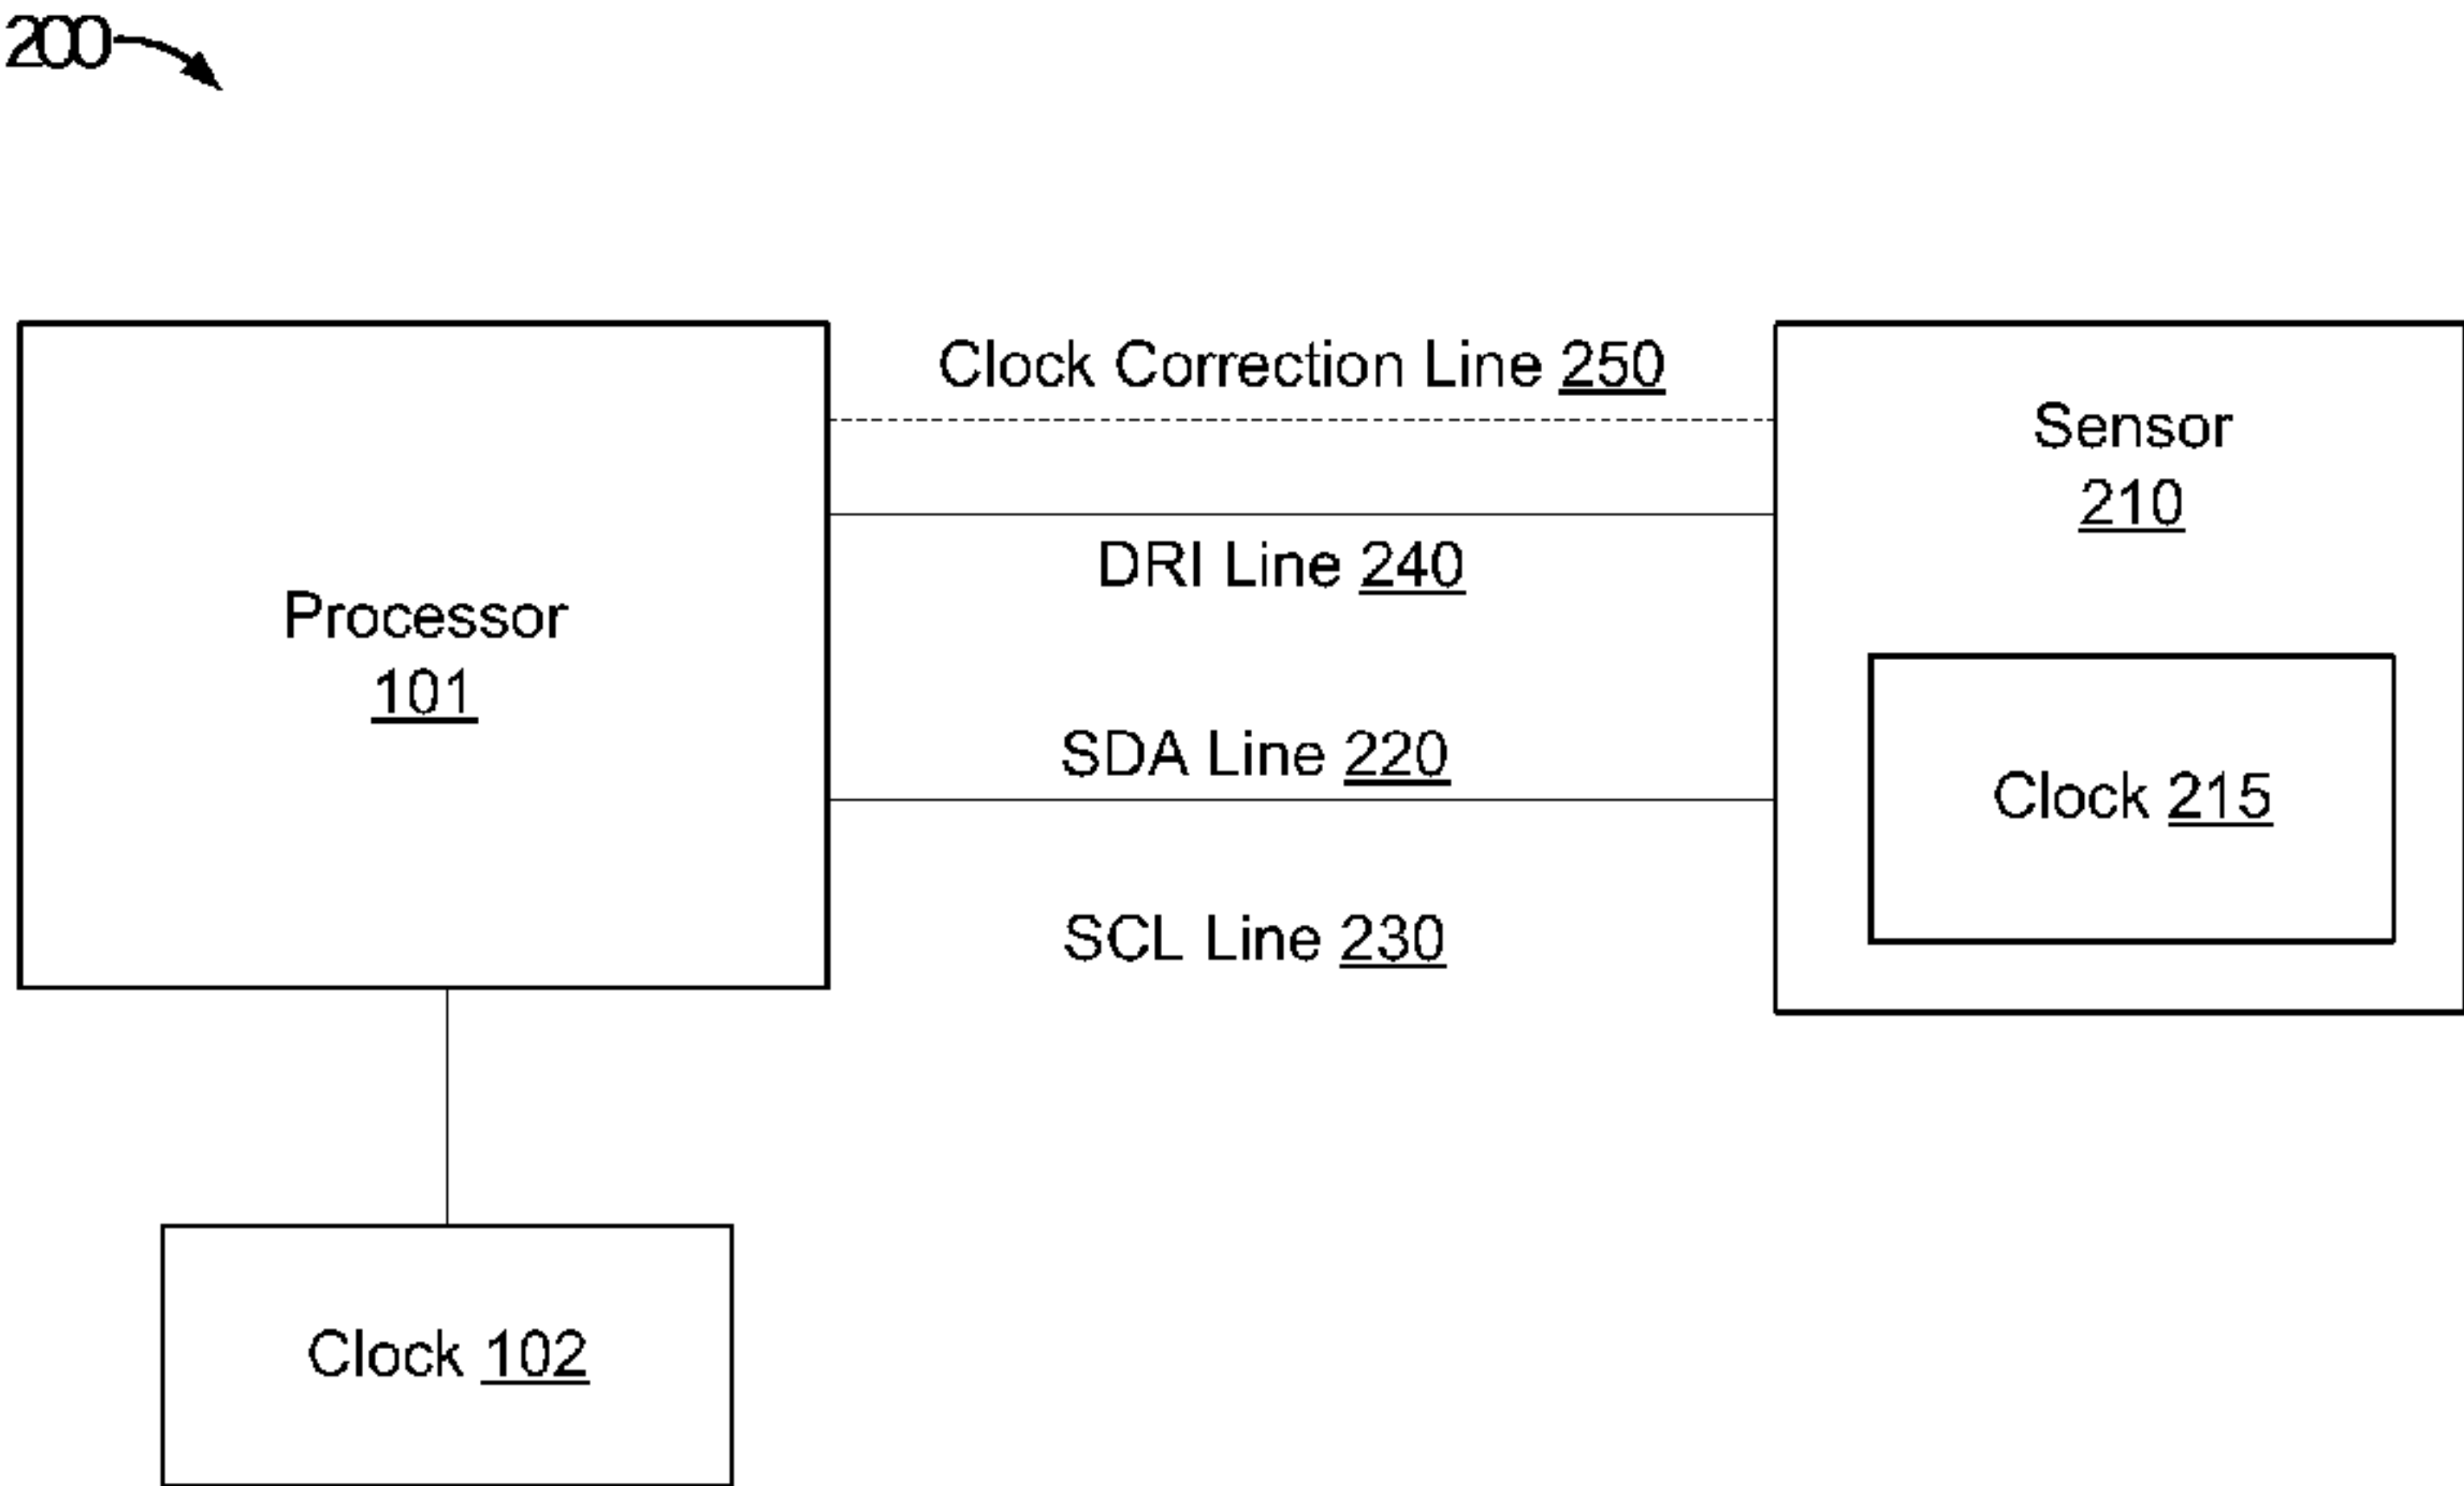 200
Clock Correction Line 250
Sensor
210
DRI Line 240
Processor
101
SDA Line 220
Clock 215
SCL Line 230
Clock 102